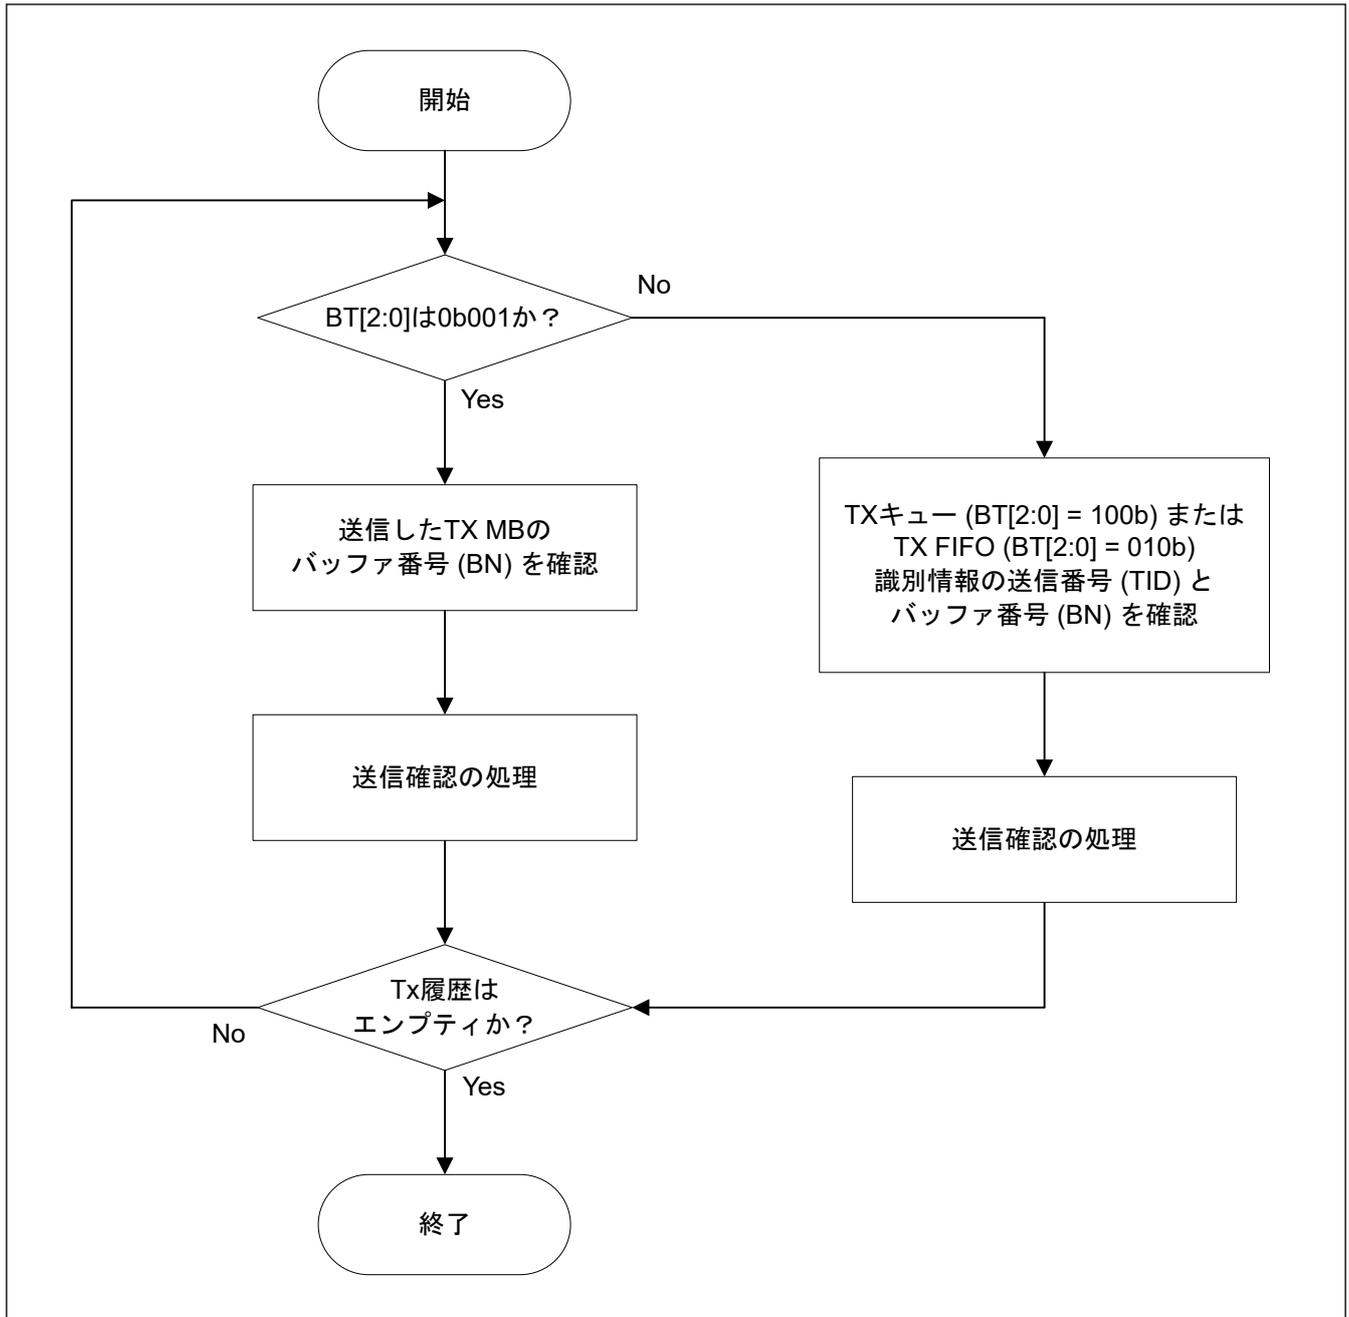 開始
BT[2:0]は0b001か？
No
Yes
送信したTX MBの
バッファ番号 (BN) を確認
TXキュー (BT[2:0] = 100b) または
TX FIFO (BT[2:0] = 010b)
識別情報の送信番号 (TID) と
バッファ番号 (BN) を確認
送信確認の処理
送信確認の処理
Tx履歴は
エンプティか？
No
Yes
終了